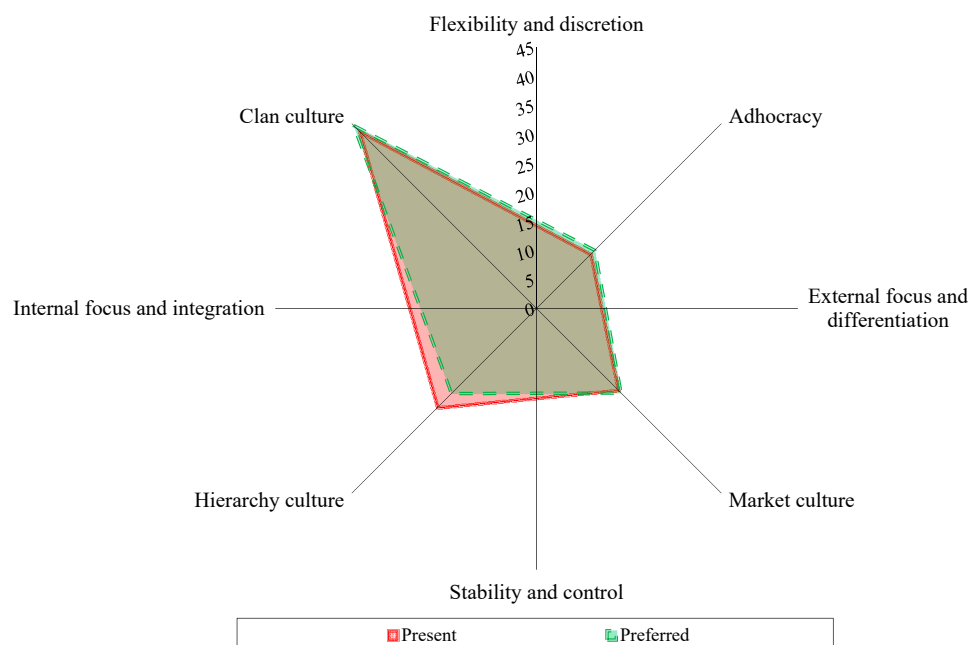 Flexibility and discretion
45
40
35
30
25
20
15
10
5
0
Clan culture
Adhocracy
Internal focus and integration
External focus and
differentiation
Hierarchy culture
Market culture
Stability and control
Present
Preferred